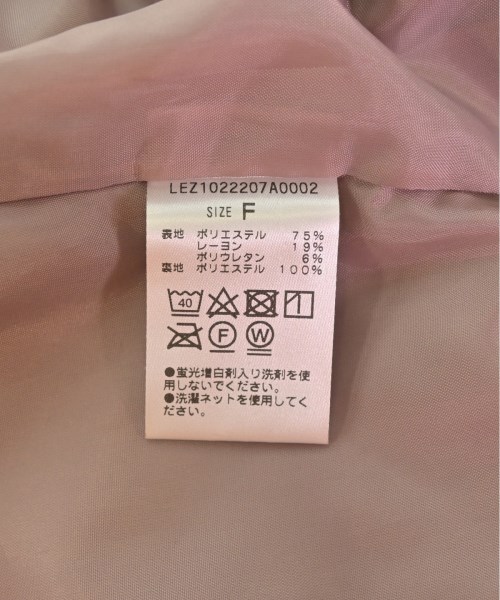 LEZ1022207A0002
SIZE F
表地 ポリエステル 75%
レーヨン 19%
ポリウレタン 6%
裏地 ポリエステル 100%
40
F W
●蛍光増白剤入り洗剤を使
用しないでください。
●洗濯ネットを使用してく
ださい。